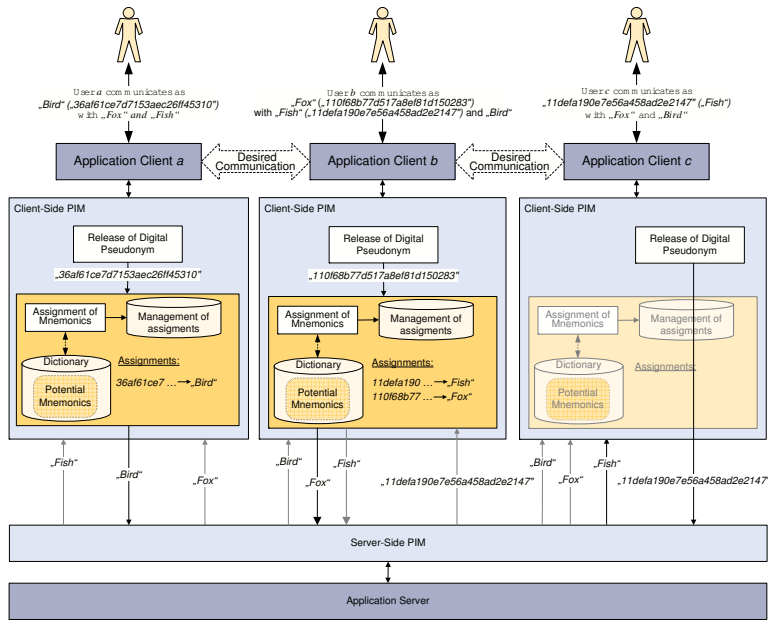 User a communicates as
„Bird“ („36af61ce7d7153aec26ff45310“)
with „Fox“ and „Fish“
User b communicates as
„Fox“ („110f68b77d517a8ef81d150283“)
with „Fish“ („11defa190e7e56a458ad2e2147“) and „Bird“
User c communicates as
„11defa190e7e56a458ad2e2147“ („Fish“)
with „Fox“ and „Bird“
Application Client a
Desired
Communication
Application Client b
Desired
Communication
Application Client c
Client-Side PIM
Release of Digital
Pseudonym
„36af61ce7d7153aec26ff45310“
Assignment of
Mnemonics
Management of
assigments
Dictionary
Potential
Mnemonics
Assignments:
36af61ce7 ... „Bird“
Client-Side PIM
Release of Digital
Pseudonym
„110f68b77d517a8ef81d150283“
Assignment of
Mnemonics
Management of
assigments
Dictionary
Potential
Mnemonics
Assignments:
11defa190 ... „Fish“
110f68b77 ... „Fox“
Client-Side PIM
Release of Digital
Pseudonym
Assignment of
Mnemonics
Management of
assigments
Dictionary
Potential
Mnemonics
Assignments:
„Fish“
„Bird“
„Fox“
„Bird“
„Fox“
„Fish“
„11defa190e7e56a458ad2e2147“
„Bird“
„Fox“
„Fish“
„11defa190e7e56a458ad2e2147“
Server-Side PIM
Application Server